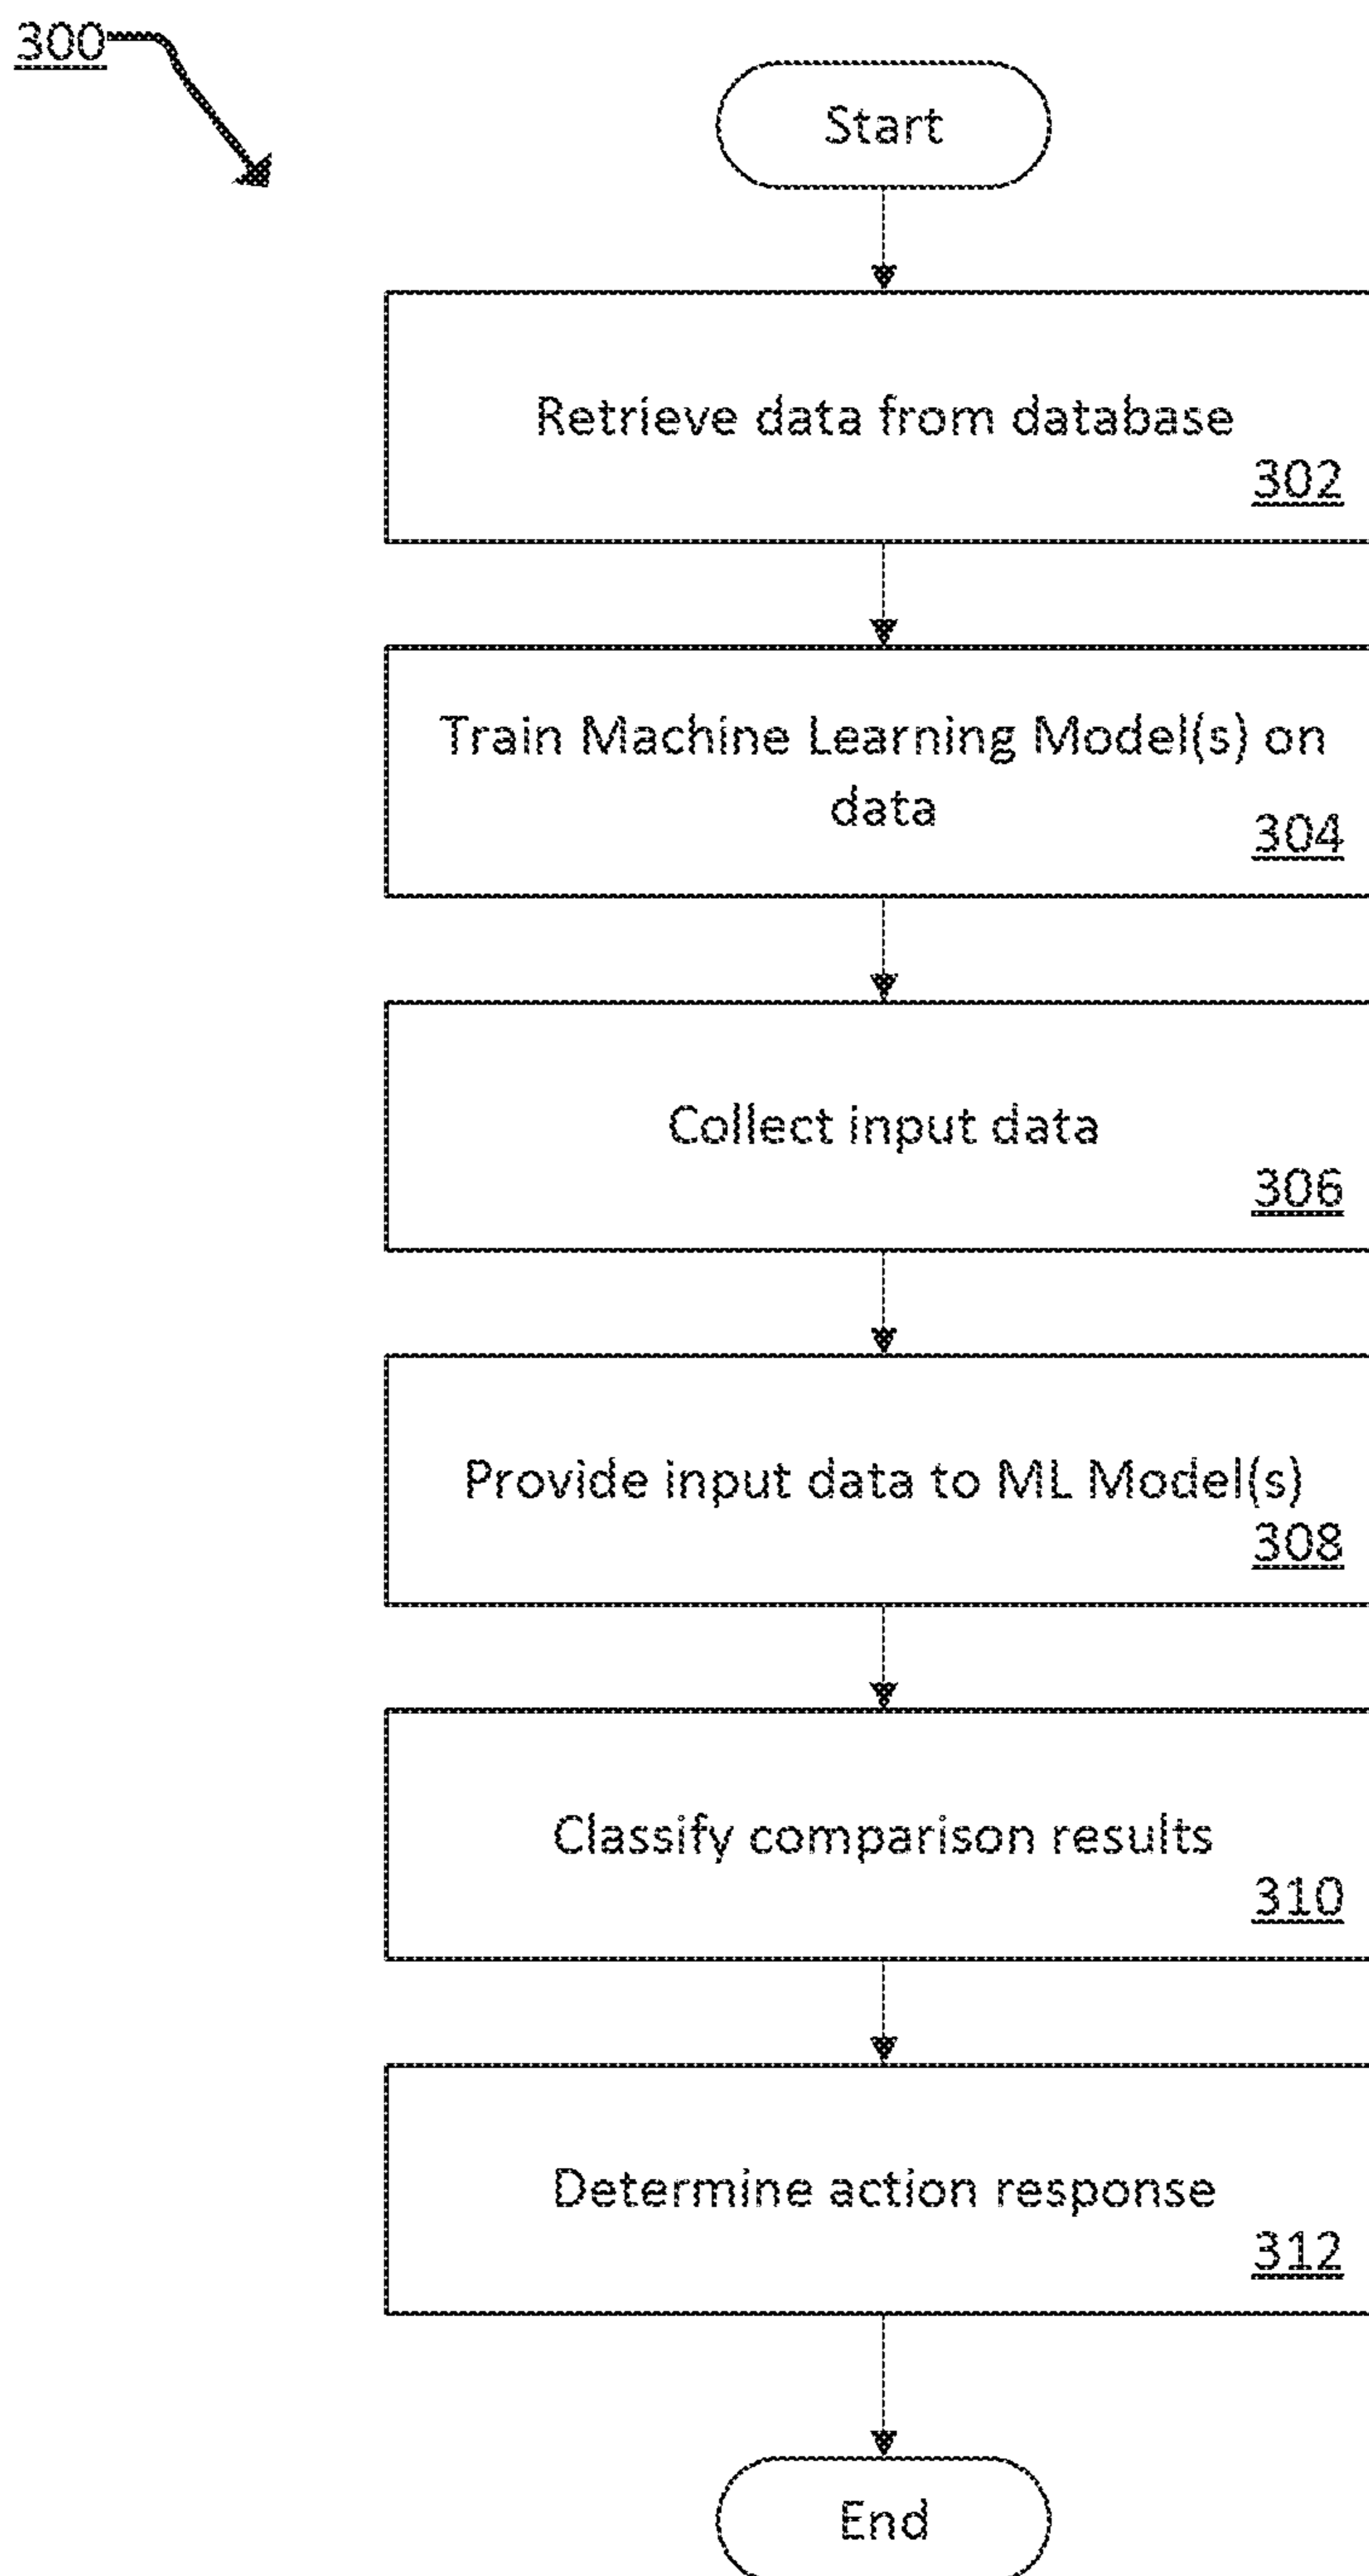 300
Start
Retrieve data from database
302
Train Machine Learning Model(s) on
data
304
Collect input data
306
Provide input data to ML Model(s)
308
Classify comparison results
310
Determine action response
312
End